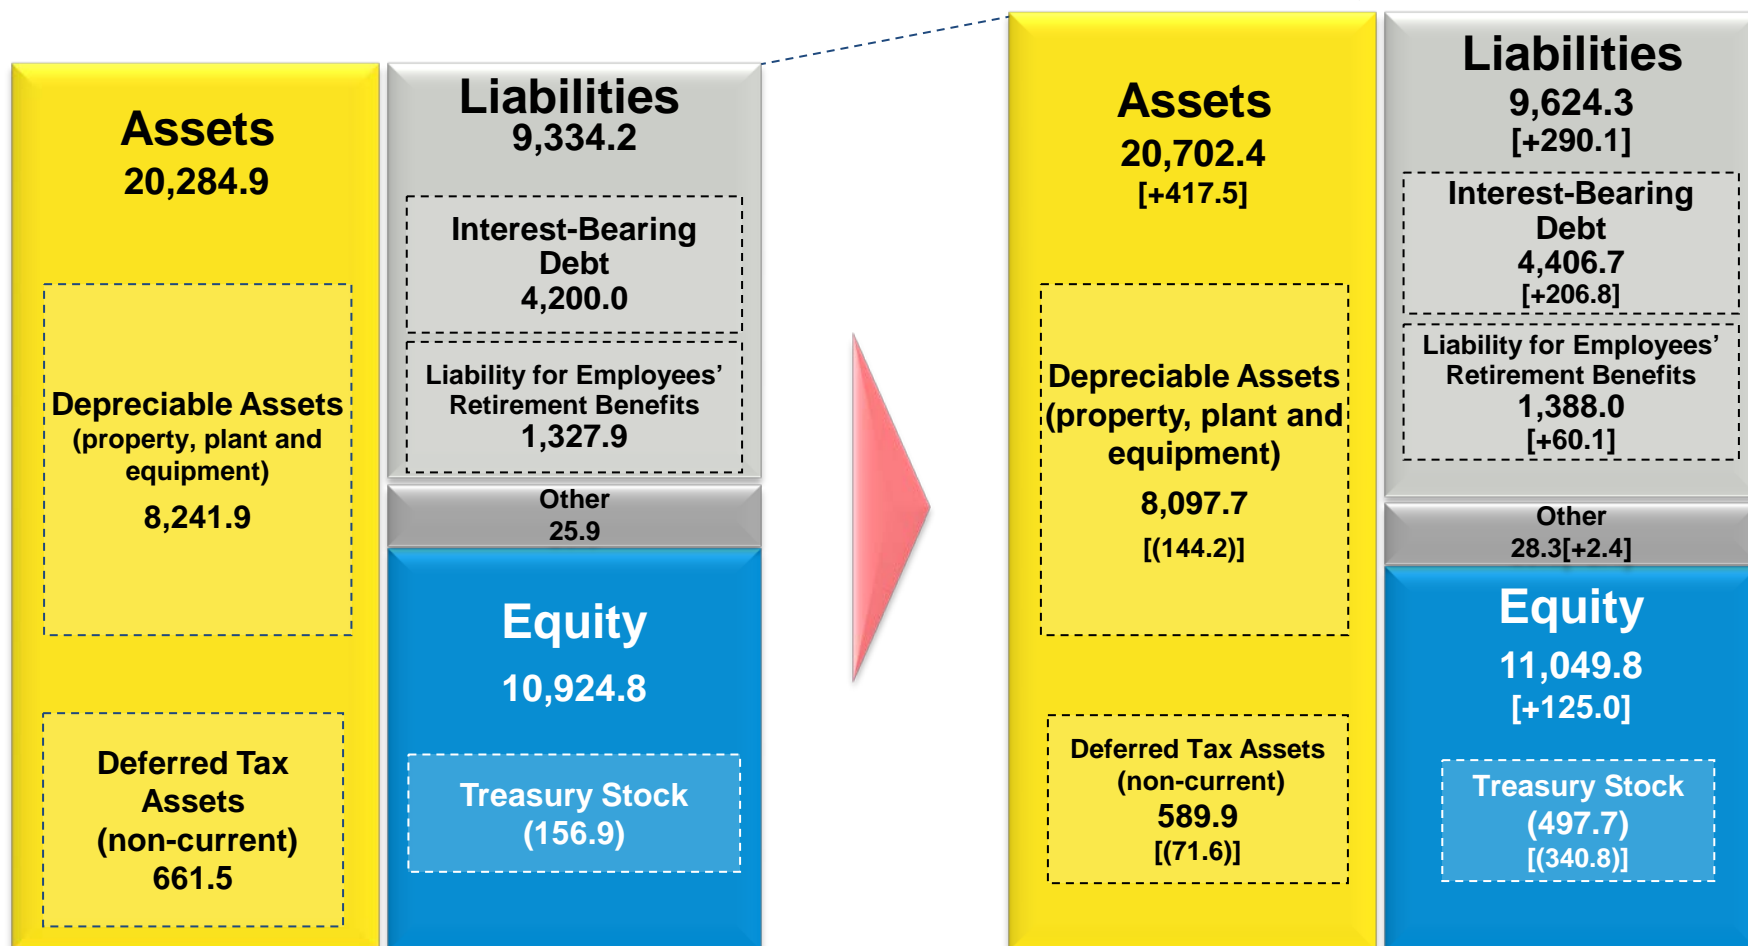 Assets
20,284.9
Depreciable Assets
(property, plant and
equipment)
8,241.9
Deferred Tax
Assets
(non-current)
661.5
Liabilities
9,334.2
Interest-Bearing
Debt
4,200.0
Liability for Employees’
Retirement Benefits
1,327.9
Other
25.9
Equity
10,924.8
Treasury Stock
(156.9)
Assets
20,702.4
[+417.5]
Depreciable Assets
(property, plant and
equipment)
8,097.7
[(144.2)]
Deferred Tax Assets
(non-current)
589.9
[(71.6)]
Liabilities
9,624.3
[+290.1]
Interest-Bearing
Debt
4,406.7
[+206.8]
Liability for Employees’
Retirement Benefits
1,388.0
[+60.1]
Other
28.3[+2.4]
Equity
11,049.8
[+125.0]
Treasury Stock
(497.7)
[(340.8)]